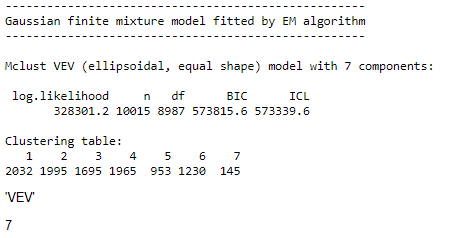 ----------------------------------------------------
Gaussian finite mixture model fitted by EM algorithm
----------------------------------------------------
Mclust VEV (ellipsoidal, equal shape) model with 7 components:
log.likelihood n df BIC ICL
328301.2 10015 8987 573815.6 573339.6
Clustering table:
1 2 3 4 5 6 7
2032 1995 1695 1965 953 1230 145
'VEV'
7